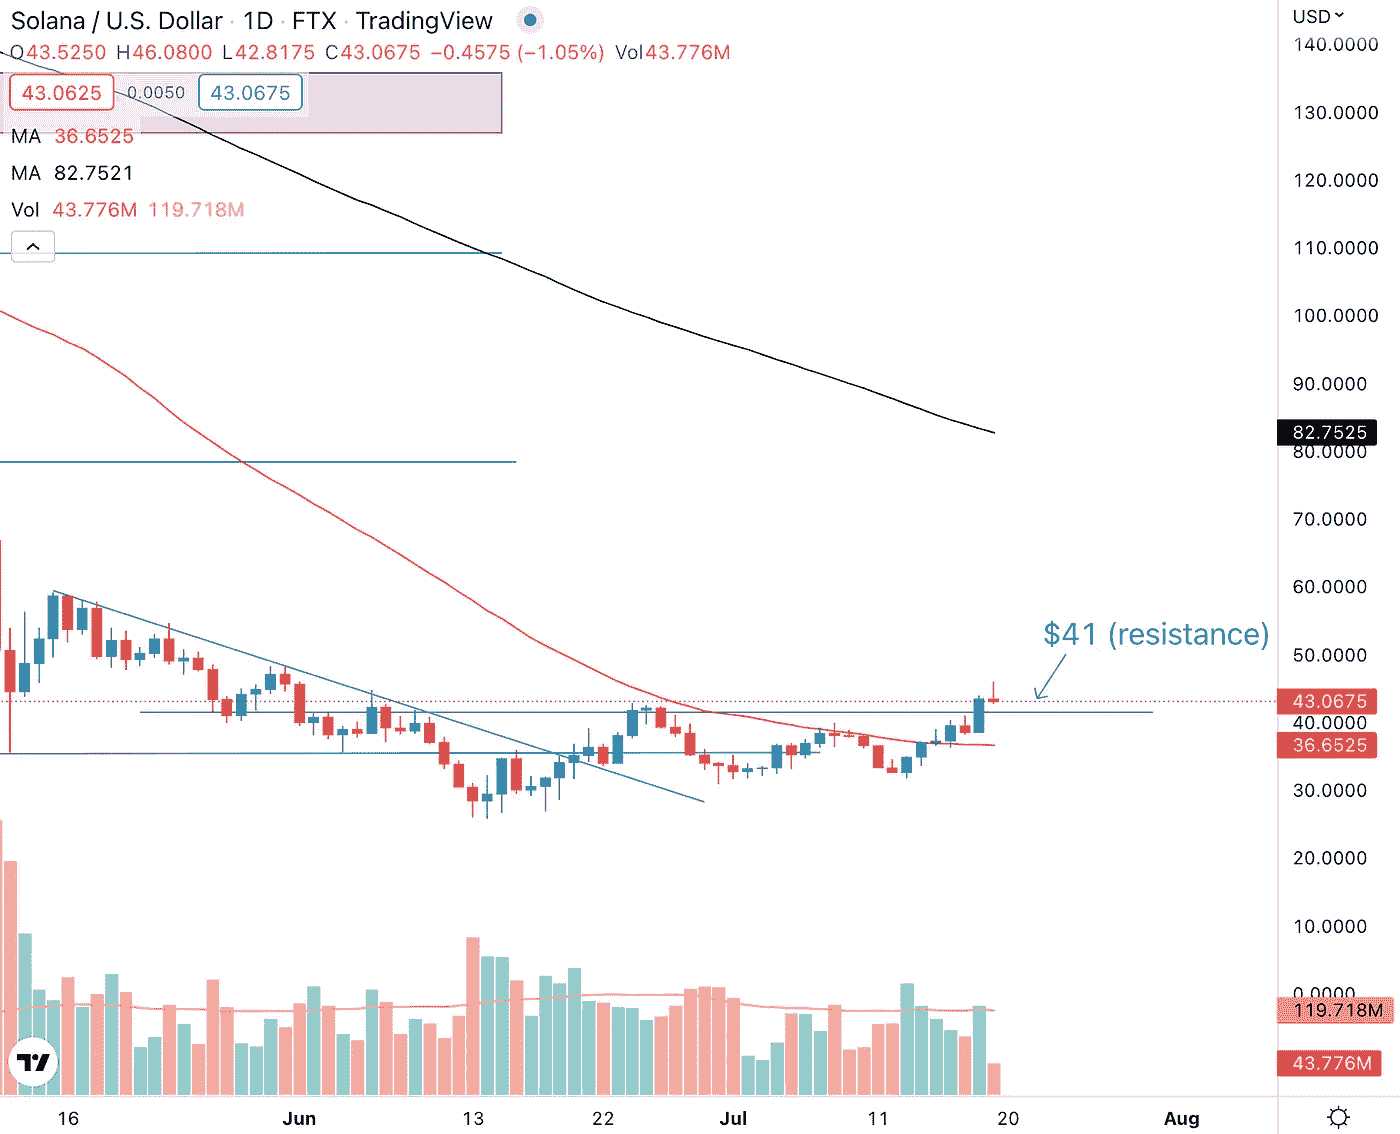 Solana / U.S. Dollar · 1D · FTX · TradingView
O43.5250 H46.0800 L42.8175 C43.0675 −0.4575 (−1.05%) Vol43.776M
43.0625 0.0050 43.0675
MA 36.6525
MA 82.7521
Vol 43.776M 119.718M
USD
140.0000
130.0000
120.0000
110.0000
100.0000
90.0000
82.7525
80.0000
70.0000
60.0000
$41 (resistance)
50.0000
43.0675
40.0000
36.6525
30.0000
20.0000
10.0000
0.0000
119.718M
43.776M
16 Jun 13 22 Jul 11 20 Aug